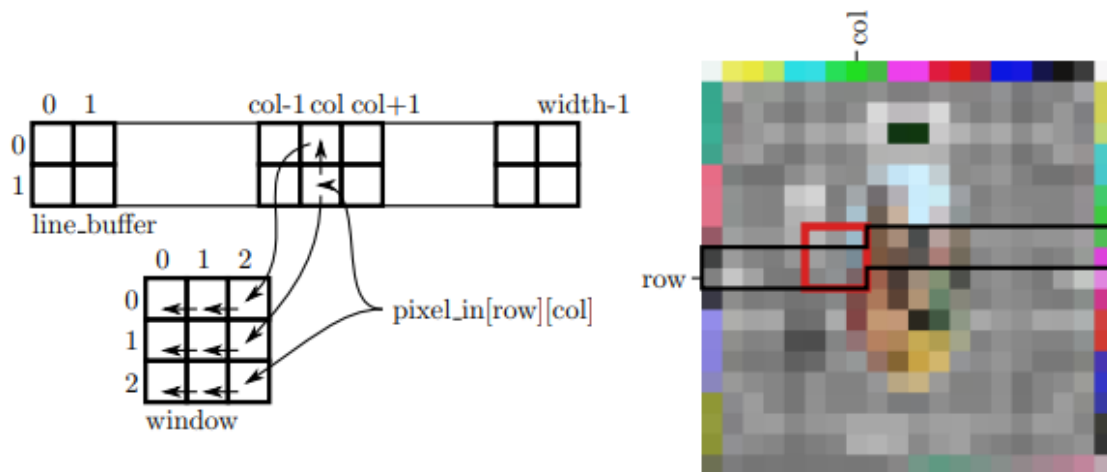 col
0 1 col-1 col col+1 width-1
0
1
line_buffer
0 1 2
0
1
2
window
pixel_in[row][col]
row